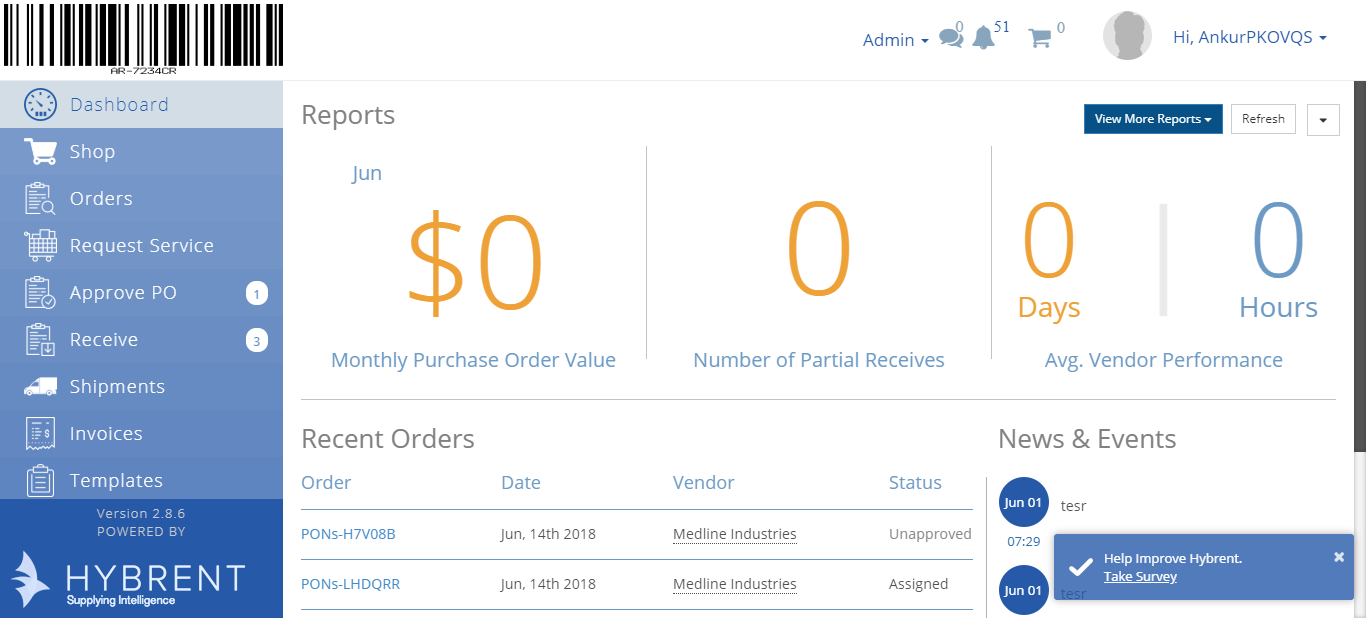 AR-7234CR
Admin
0
51
0
Hi, AnkurPKOVQS
Dashboard
Shop
Orders
Request Service
Approve PO 1
Receive 3
Shipments
Invoices
Templates
Version 2.8.6
POWERED BY
HYBRENT
Supplying Intelligence
Reports
View More Reports
Refresh
Jun
$0
Monthly Purchase Order Value
0
Number of Partial Receives
0 0
Days Hours
Avg. Vendor Performance
Recent Orders
Order Date Vendor Status
PONs-H7V08B Jun, 14th 2018 Medline Industries Unapproved
PONs-LHDQRR Jun, 14th 2018 Medline Industries Assigned
News & Events
Jun 01 tesr
07:29
Jun 01 tesr
Help Improve Hybrent.
Take Survey